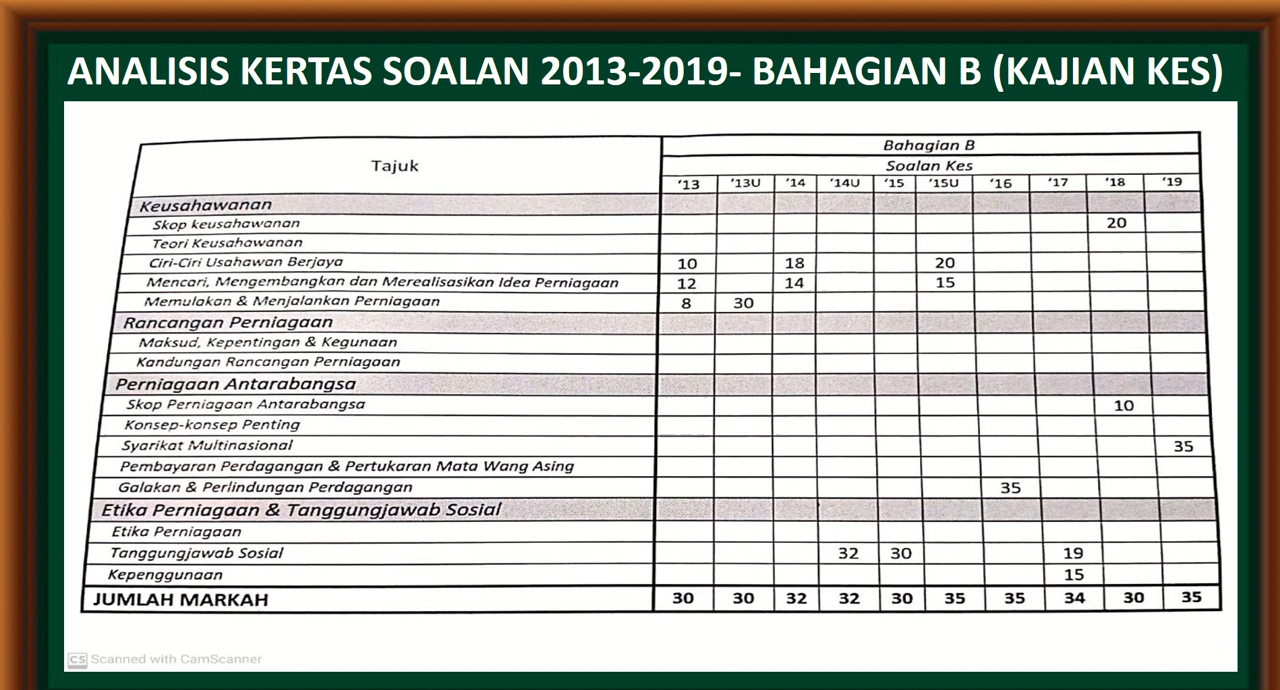 ANALISIS KERTAS SOALAN 2013-2019- BAHAGIAN B (KAJIAN KES)
Tajuk Bahagian B
Soalan Kes
'13 '13U '14 '14U '15 '15U '16 '17 '18 '19
Keusahawanan
Skop keusahawanan 20
Teori Keusahawanan
Ciri-Ciri Usahawan Berjaya 10 18 20
Mencari, Mengembangkan dan Merealisasikan Idea Perniagaan 12 14 15
Memulakan & Menjalankan Perniagaan 8 30
Rancangan Perniagaan
Maksud, Kepentingan & Kegunaan
Kandungan Rancangan Perniagaan
Perniagaan Antarabangsa
Skop Perniagaan Antarabangsa 10
Konsep-konsep Penting
Syarikat Multinasional 35
Pembayaran Perdagangan & Pertukaran Mata Wang Asing
Galakan & Perlindungan Perdagangan 35
Etika Perniagaan & Tanggungjawab Sosial
Etika Perniagaan
Tanggungjawab Sosial 32 30 19
Kepenggunaan 15
JUMLAH MARKAH 30 30 32 32 30 35 35 34 30 35
CS Scanned with CamScanner